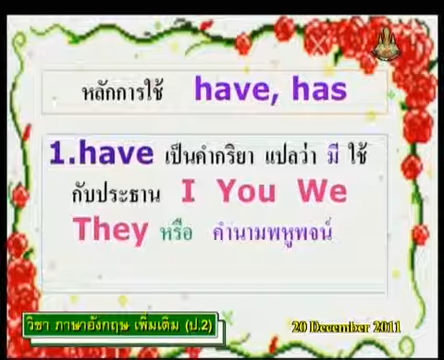 หลักการใช้ have, has
1.have เป็นคำกริยา แปลว่า มี ใช้
กับประธาน I You We
They หรือ คำนามพหูพจน์
วิชา ภาษาอังกฤษ เพิ่มเติม (ป.2)
20 December 2011